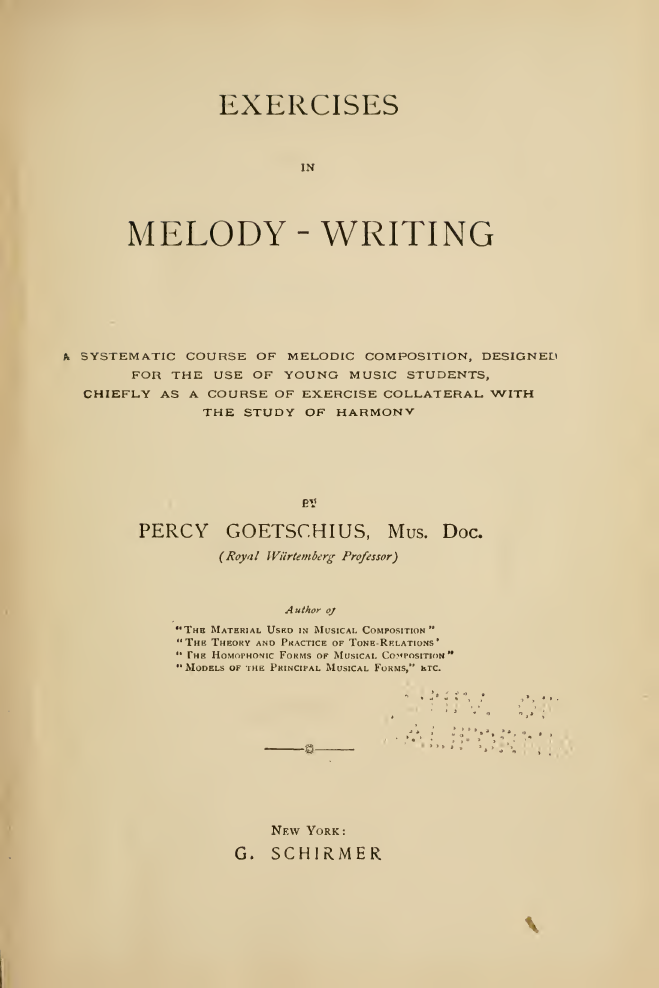 EXERCISES
IN
MELODY - WRITING
A SYSTEMATIC COURSE OF MELODIC COMPOSITION, DESIGNED
FOR THE USE OF YOUNG MUSIC STUDENTS,
CHIEFLY AS A COURSE OF EXERCISE COLLATERAL WITH
THE STUDY OF HARMONY
BY
PERCY GOETSCHIUS, MUS. DOC.
(Royal Würtemberg Professor)
Author of
"THE MATERIAL USED IN MUSICAL COMPOSITION"
"THE THEORY AND PRACTICE OF TONE-RELATIONS"
"THE HOMOPHONIC FORMS OF MUSICAL COMPOSITION"
"MODELS OF THE PRINCIPAL MUSICAL FORMS," ETC.
UNIV. OF
CALIFORNIA
NEW YORK:
G. SCHIRMER